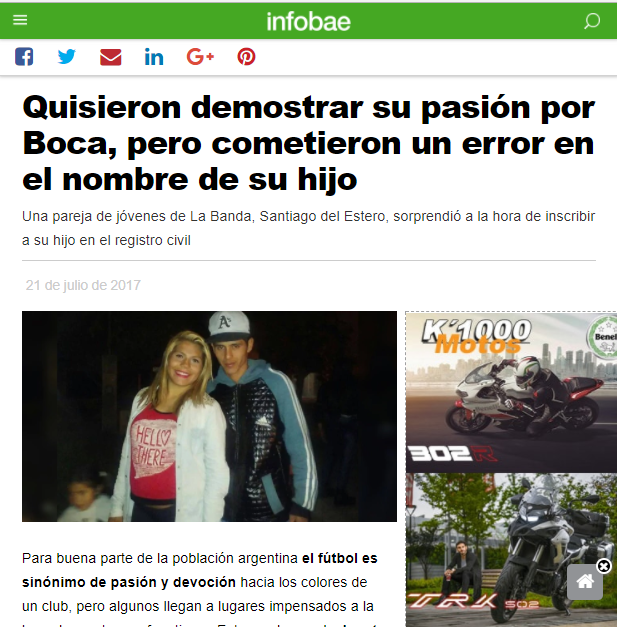 infobae
Quisieron demostrar su pasión por
Boca, pero cometieron un error en
el nombre de su hijo
Una pareja de jóvenes de La Banda, Santiago del Estero, sorprendió a la hora de inscribir
a su hijo en el registro civil
21 de julio de 2017
A's
HELLO
THERE
K´1000
Motos
Benel
302R
TRK 502
Para buena parte de la población argentina el fútbol es
sinónimo de pasión y devoción hacia los colores de
un club, pero algunos llegan a lugares impensados a la